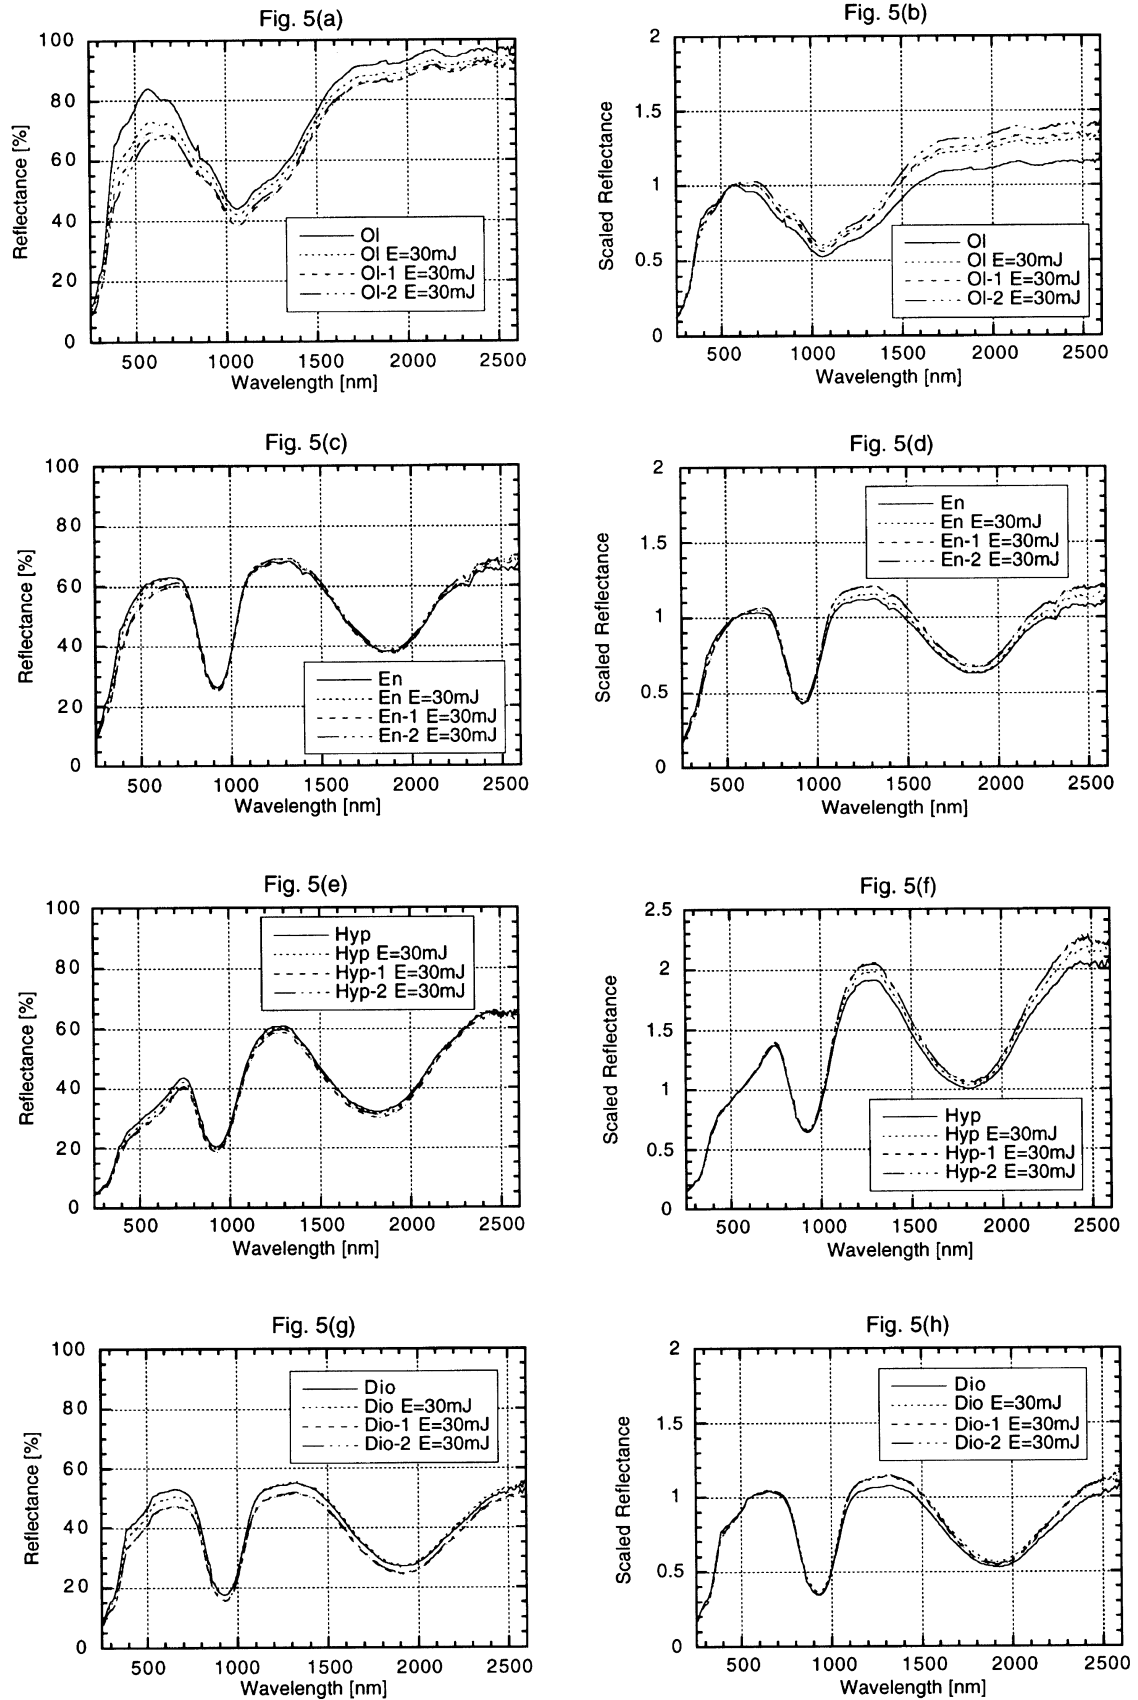 Fig. 5(a)
100
80
60
40
20
0
Reflectance [%]
Ol
Ol E=30mJ
Ol-1 E=30mJ
Ol-2 E=30mJ
500 1000 1500 2000 2500
Wavelength [nm]
Fig. 5(b)
2
1.5
1
0.5
0
Scaled Reflectance
Ol
Ol E=30mJ
Ol-1 E=30mJ
Ol-2 E=30mJ
500 1000 1500 2000 2500
Wavelength [nm]
Fig. 5(c)
100
80
60
40
20
0
Reflectance [%]
En
En E=30mJ
En-1 E=30mJ
En-2 E=30mJ
500 1000 1500 2000 2500
Wavelength [nm]
Fig. 5(d)
2
1.5
1
0.5
0
Scaled Reflectance
En
En E=30mJ
En-1 E=30mJ
En-2 E=30mJ
500 1000 1500 2000 2500
Wavelength [nm]
Fig. 5(e)
100
80
60
40
20
0
Reflectance [%]
Hyp
Hyp E=30mJ
Hyp-1 E=30mJ
Hyp-2 E=30mJ
500 1000 1500 2000 2500
Wavelength [nm]
Fig. 5(f)
2.5
2
1.5
1
0.5
0
Scaled Reflectance
Hyp
Hyp E=30mJ
Hyp-1 E=30mJ
Hyp-2 E=30mJ
500 1000 1500 2000 2500
Wavelength [nm]
Fig. 5(g)
100
80
60
40
20
0
Reflectance [%]
Dio
Dio E=30mJ
Dio-1 E=30mJ
Dio-2 E=30mJ
500 1000 1500 2000 2500
Wavelength [nm]
Fig. 5(h)
2
1.5
1
0.5
0
Scaled Reflectance
Dio
Dio E=30mJ
Dio-1 E=30mJ
Dio-2 E=30mJ
500 1000 1500 2000 2500
Wavelength [nm]